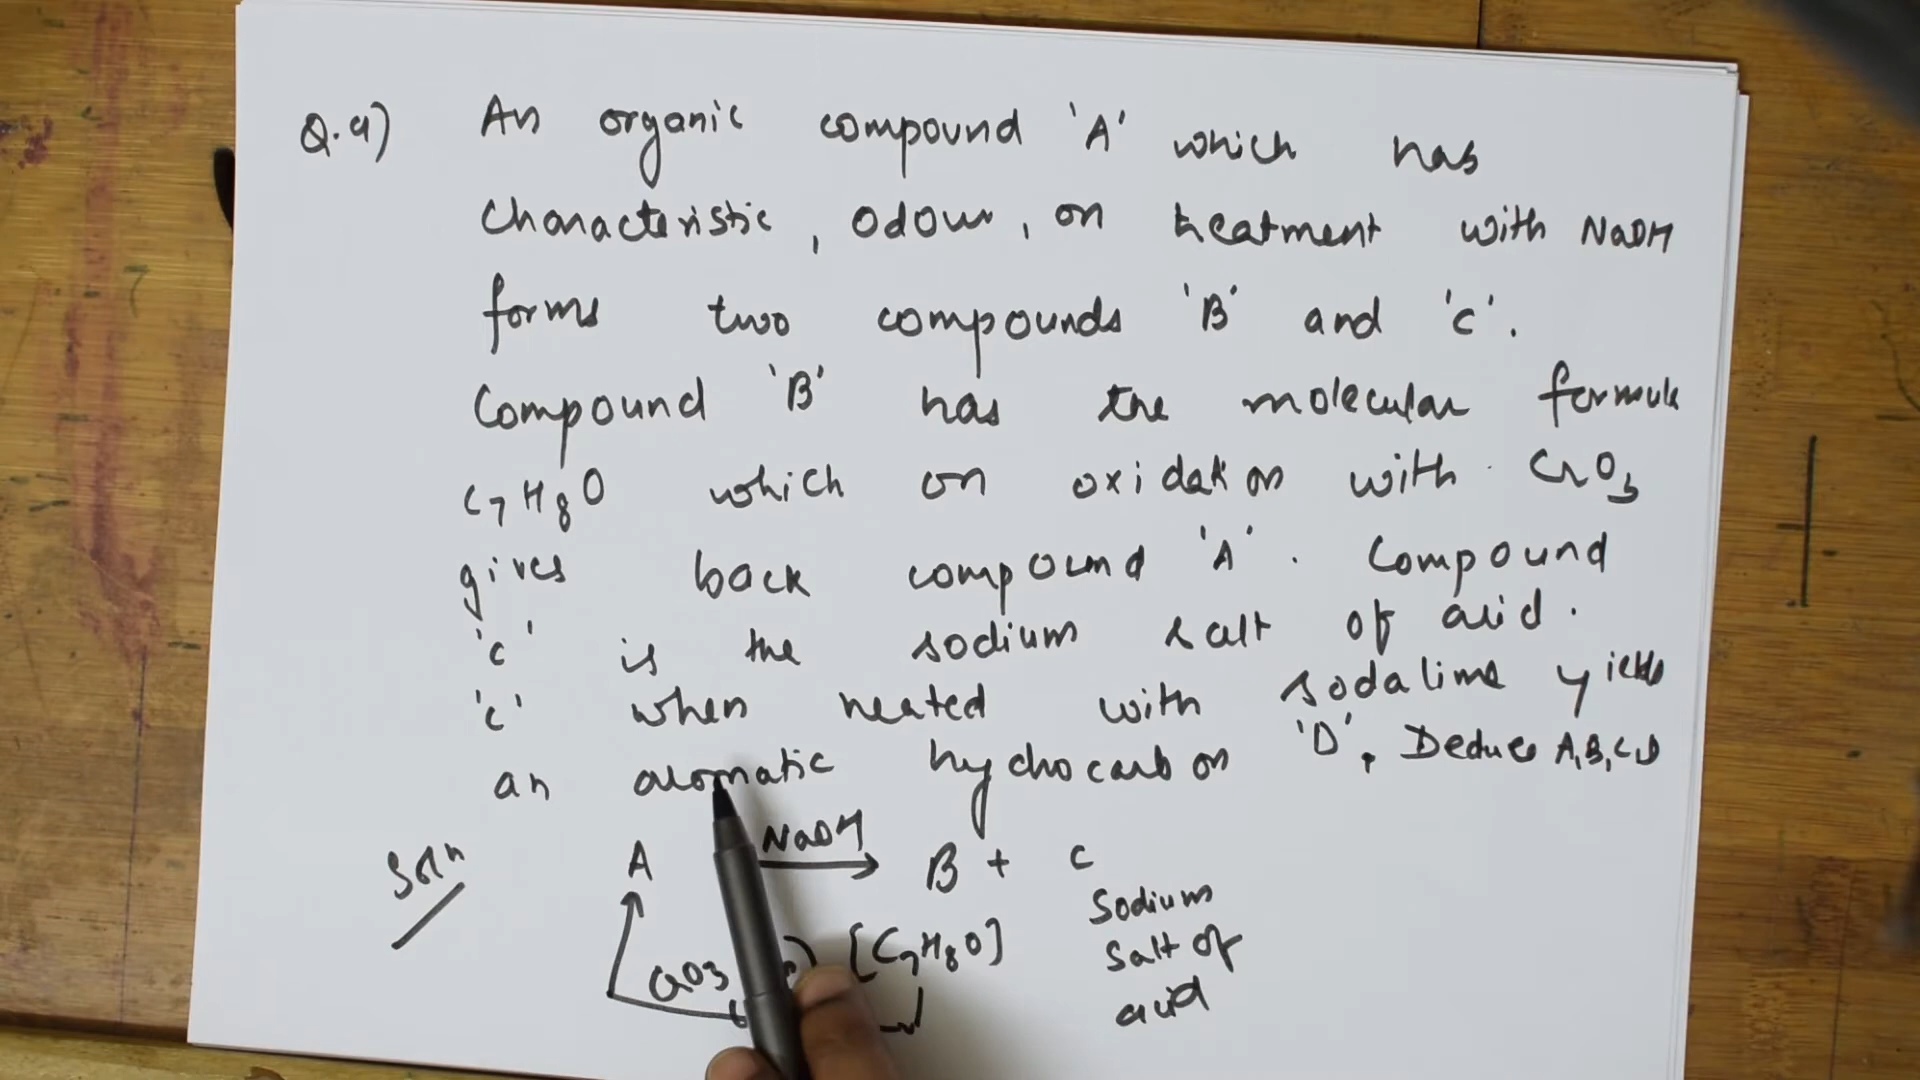 Q.9) An organic compound 'A' which has
characteristic, odour, on treatment with NaOH
forms two compounds 'B' and 'C'.
Compound 'B' has the molecular formula
C7H8O which on oxidation with CrO3
gives back compound 'A'. Compound
'C' is the sodium salt of acid.
'C' when heated with sodalime yields
an aromatic hydrocarbon 'D'. Deduce A,B,C,D
Soln
A NaOH → B + C
Sodium
CrO3 [C7H8O] Salt of
acid